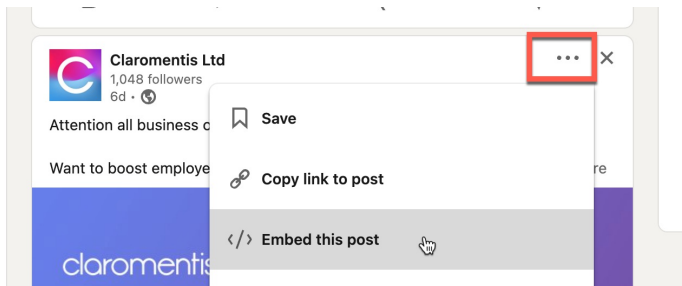 Claromentis Ltd
1,048 followers
6d •
Attention all business o
Save
Want to boost employe
re
Copy link to post
</> Embed this post
claromentis